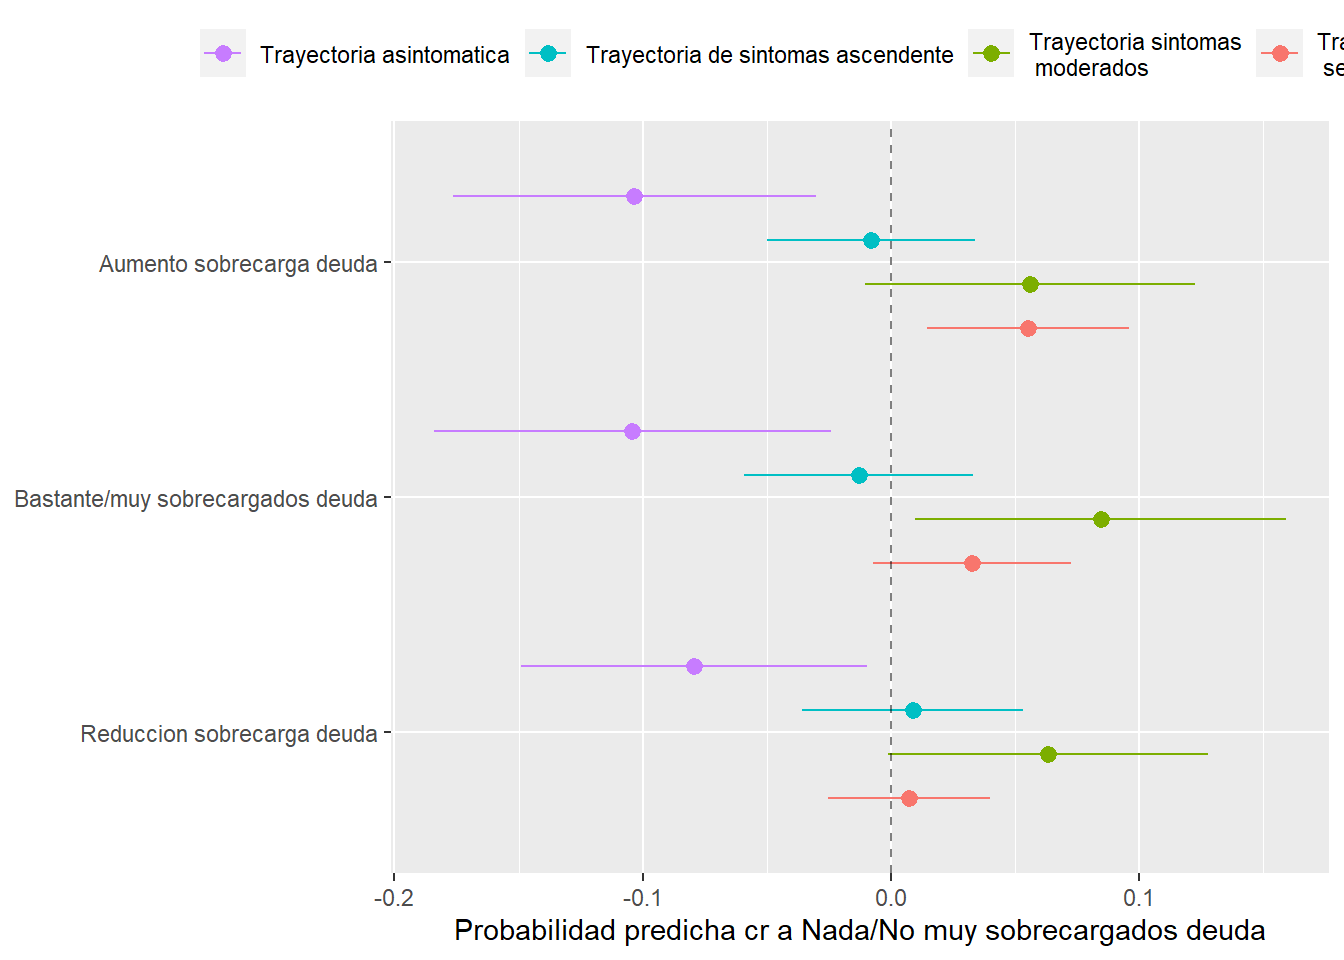 Trayectoria asintomatica
Trayectoria de sintomas ascendente
Trayectoria sintomas
moderados
Aumento sobrecarga deuda
Bastante/muy sobrecargados deuda
Reduccion sobrecarga deuda
-0.2 -0.1 0.0 0.1
Probabilidad predicha cr a Nada/No muy sobrecargados deuda